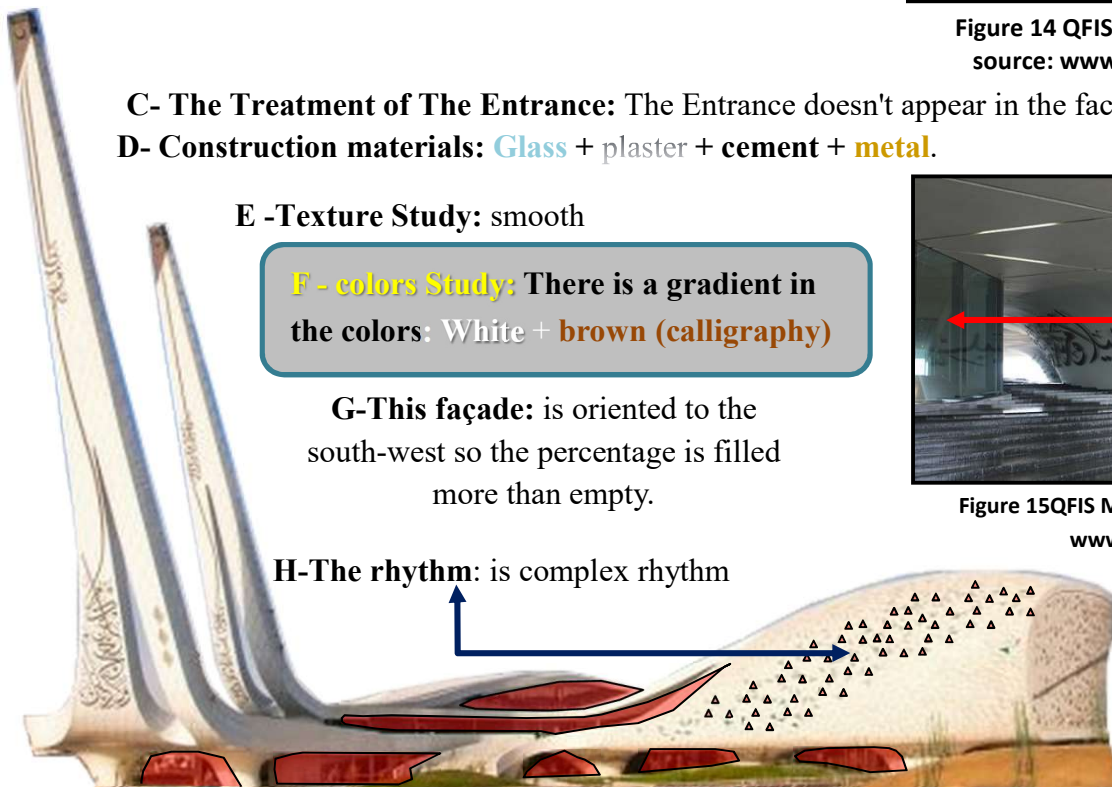 Figure 14 QFIS
source: www
C- The Treatment of The Entrance: The Entrance doesn't appear in the fac
D- Construction materials: Glass + plaster + cement + metal.
E -Texture Study: smooth
F - colors Study: There is a gradient in
the colors: White + brown (calligraphy)
G-This façade: is oriented to the
south-west so the percentage is filled
more than empty.
Figure 15QFIS M
www
H-The rhythm: is complex rhythm